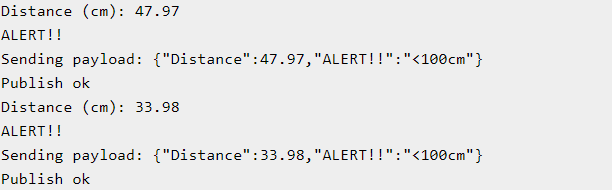 Distance (cm): 47.97
ALERT!!
Sending payload: {"Distance":47.97,"ALERT!!":"<100cm"}
Publish ok
Distance (cm): 33.98
ALERT!!
Sending payload: {"Distance":33.98,"ALERT!!":"<100cm"}
Publish ok